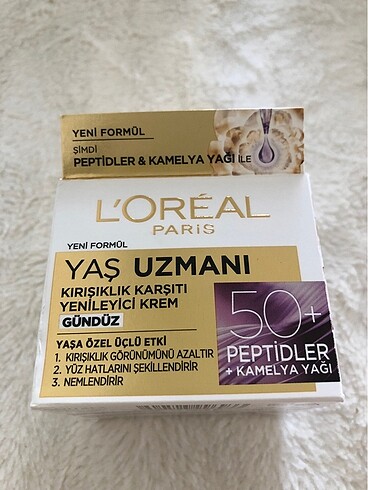 YENİ FORMÜL
ŞİMDİ
PEPTİDLER & KAMELYA YAĞI İLE
L'ORÉAL
PARIS
YENİ FORMÜL
YAŞ UZMANI
KIRIŞIKLIK KARŞITI
YENİLEYİCİ KREM
GÜNDÜZ
YAŞA ÖZEL ÜÇLÜ ETKİ
1. KIRIŞIKLIK GÖRÜNÜMÜNÜ AZALTIR
2. YÜZ HATLARINI ŞEKİLLENDİRİR
3. NEMLENDİRİR
50+
PEPTİDLER
+ KAMELYA YAĞI